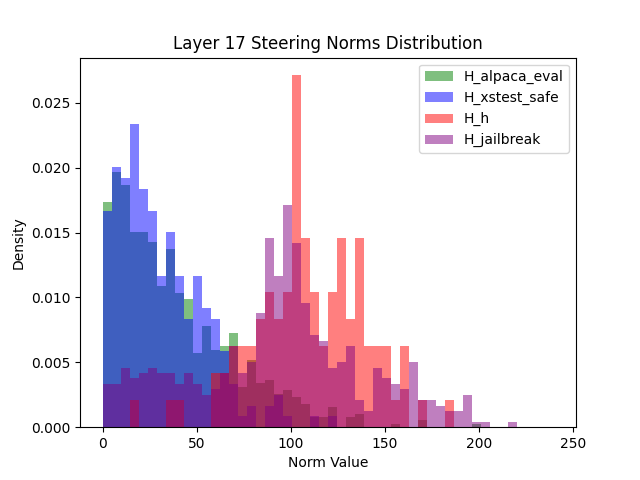 Layer 17 Steering Norms Distribution
H_alpaca_eval
H_xstest_safe
H_h
H_jailbreak
Density
0.025
0.020
0.015
0.010
0.005
0.000
0
50
100
150
200
250
Norm Value